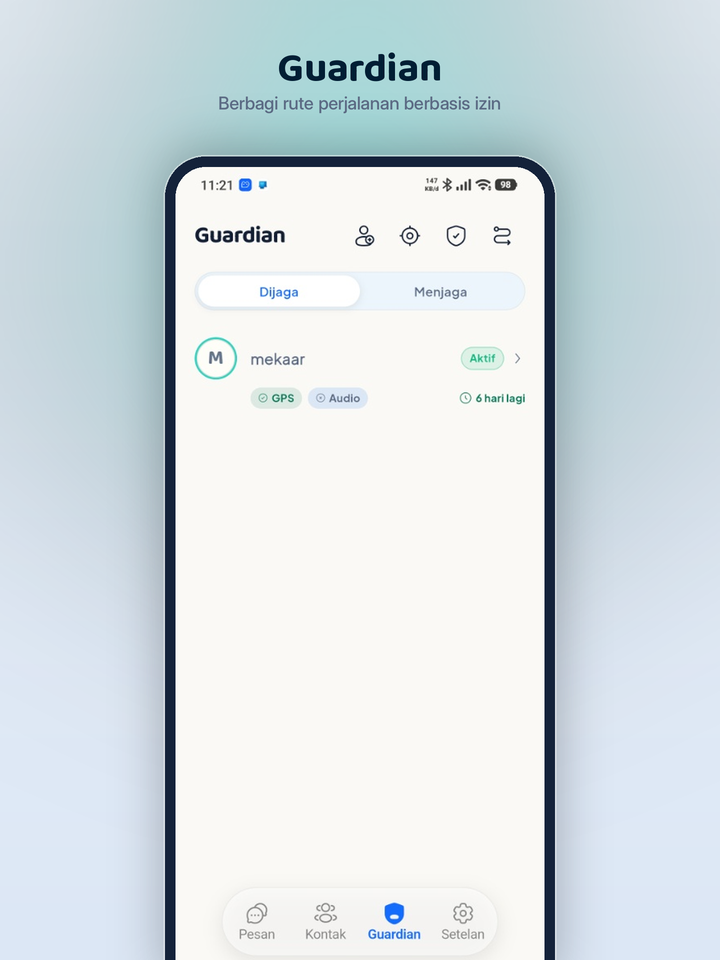 Guardian
Berbagi rute perjalanan berbasis izin
11:21 147 KB/d 98
Guardian
Dijaga Menjaga
M mekaar Aktif
GPS Audio 6 hari lagi
Pesan Kontak Guardian Setelan